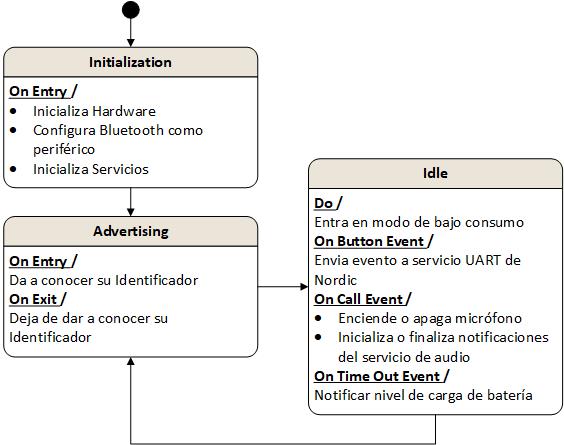 Initialization
On Entry /
• Inicializa Hardware
• Configura Bluetooth como
periférico
• Inicializa Servicios
Advertising
On Entry /
Da a conocer su Identificador
On Exit /
Deja de dar a conocer su
Identificador
Idle
Do /
Entra en modo de bajo consumo
On Button Event /
Envia evento a servicio UART de
Nordic
On Call Event /
• Enciende o apaga micrófono
• Inicializa o finaliza notificaciones
del servicio de audio
On Time Out Event /
Notificar nivel de carga de batería